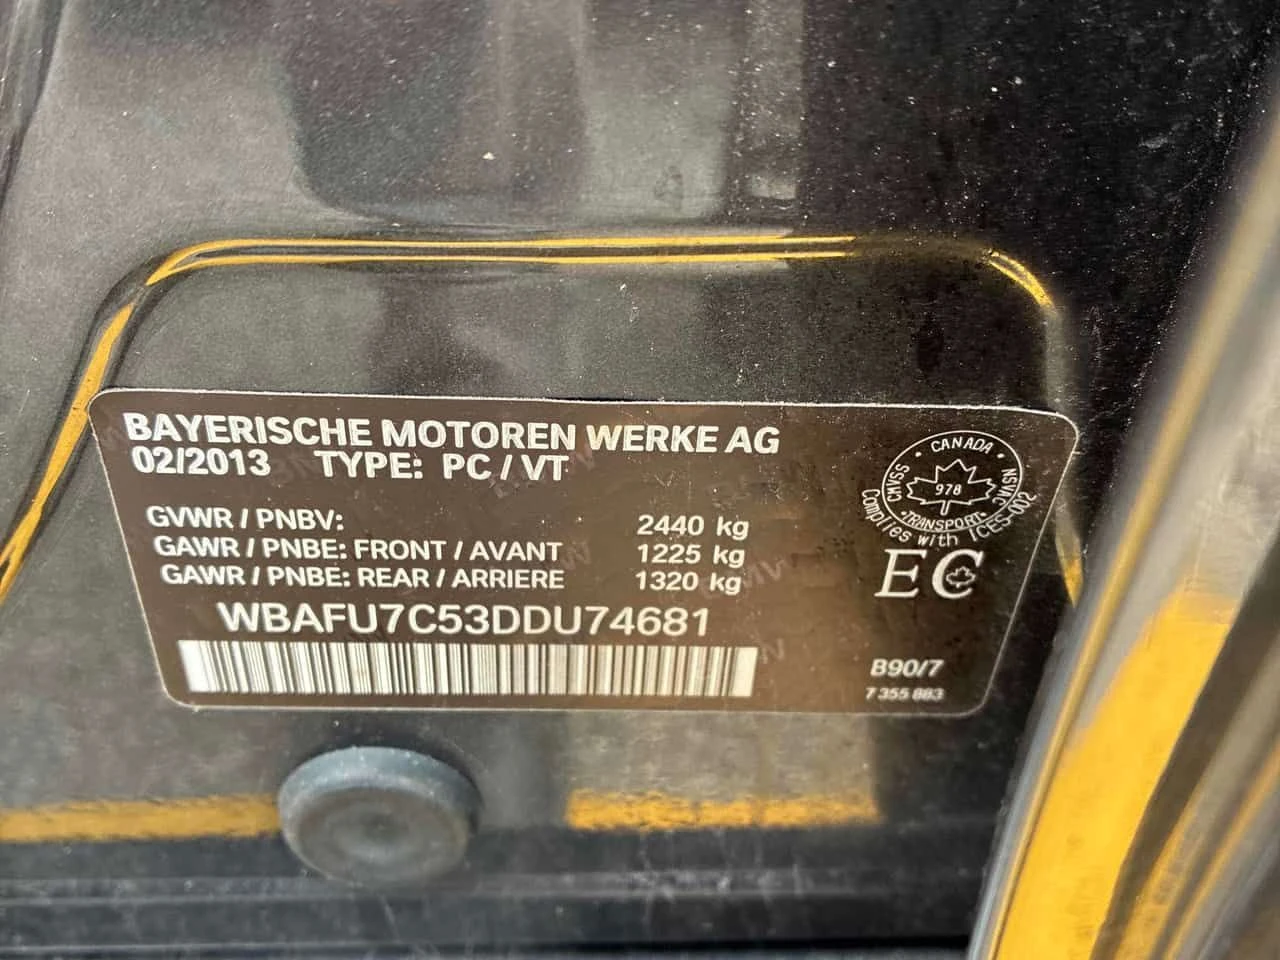 BAYERISCHE MOTOREN WERKE AG
02/2013 TYPE: PC / VT
GVWR / PNBV: 2440 kg
GAWR / PNBE: FRONT / AVANT 1225 kg
GAWR / PNBE: REAR / ARRIERE 1320 kg
WBAFU7C53DDU74681
CANADA
CMVSS 978 NSVAC
TRANSPORT
Complies with ICES-002
EC
B90/7
7 355 883